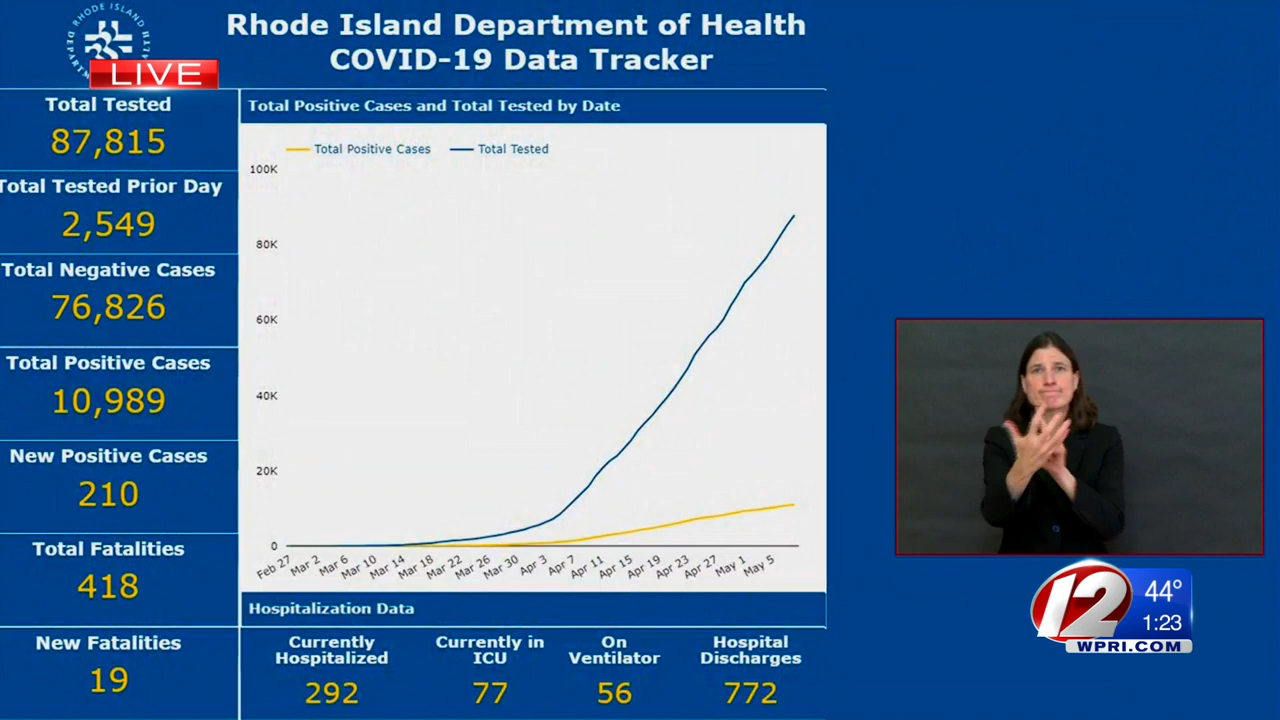 Rhode Island Department of Health
COVID-19 Data Tracker
RHODE ISLAND
LIVE
Total Tested
87,815
Total Tested Prior Day
2,549
Total Negative Cases
76,826
Total Positive Cases
10,989
New Positive Cases
210
Total Fatalities
418
New Fatalities
19
Total Positive Cases and Total Tested by Date
Total Positive Cases
Total Tested
100K
80K
60K
40K
20K
0
Feb 27
Mar 2
Mar 6
Mar 10
Mar 14
Mar 18
Mar 22
Mar 26
Mar 30
Apr 3
Apr 7
Apr 11
Apr 15
Apr 19
Apr 23
Apr 27
May 1
May 5
Hospitalization Data
Currently
Hospitalized
292
Currently in
ICU
77
On
Ventilator
56
Hospital
Discharges
772
12
44°
1:23
WPRI.COM